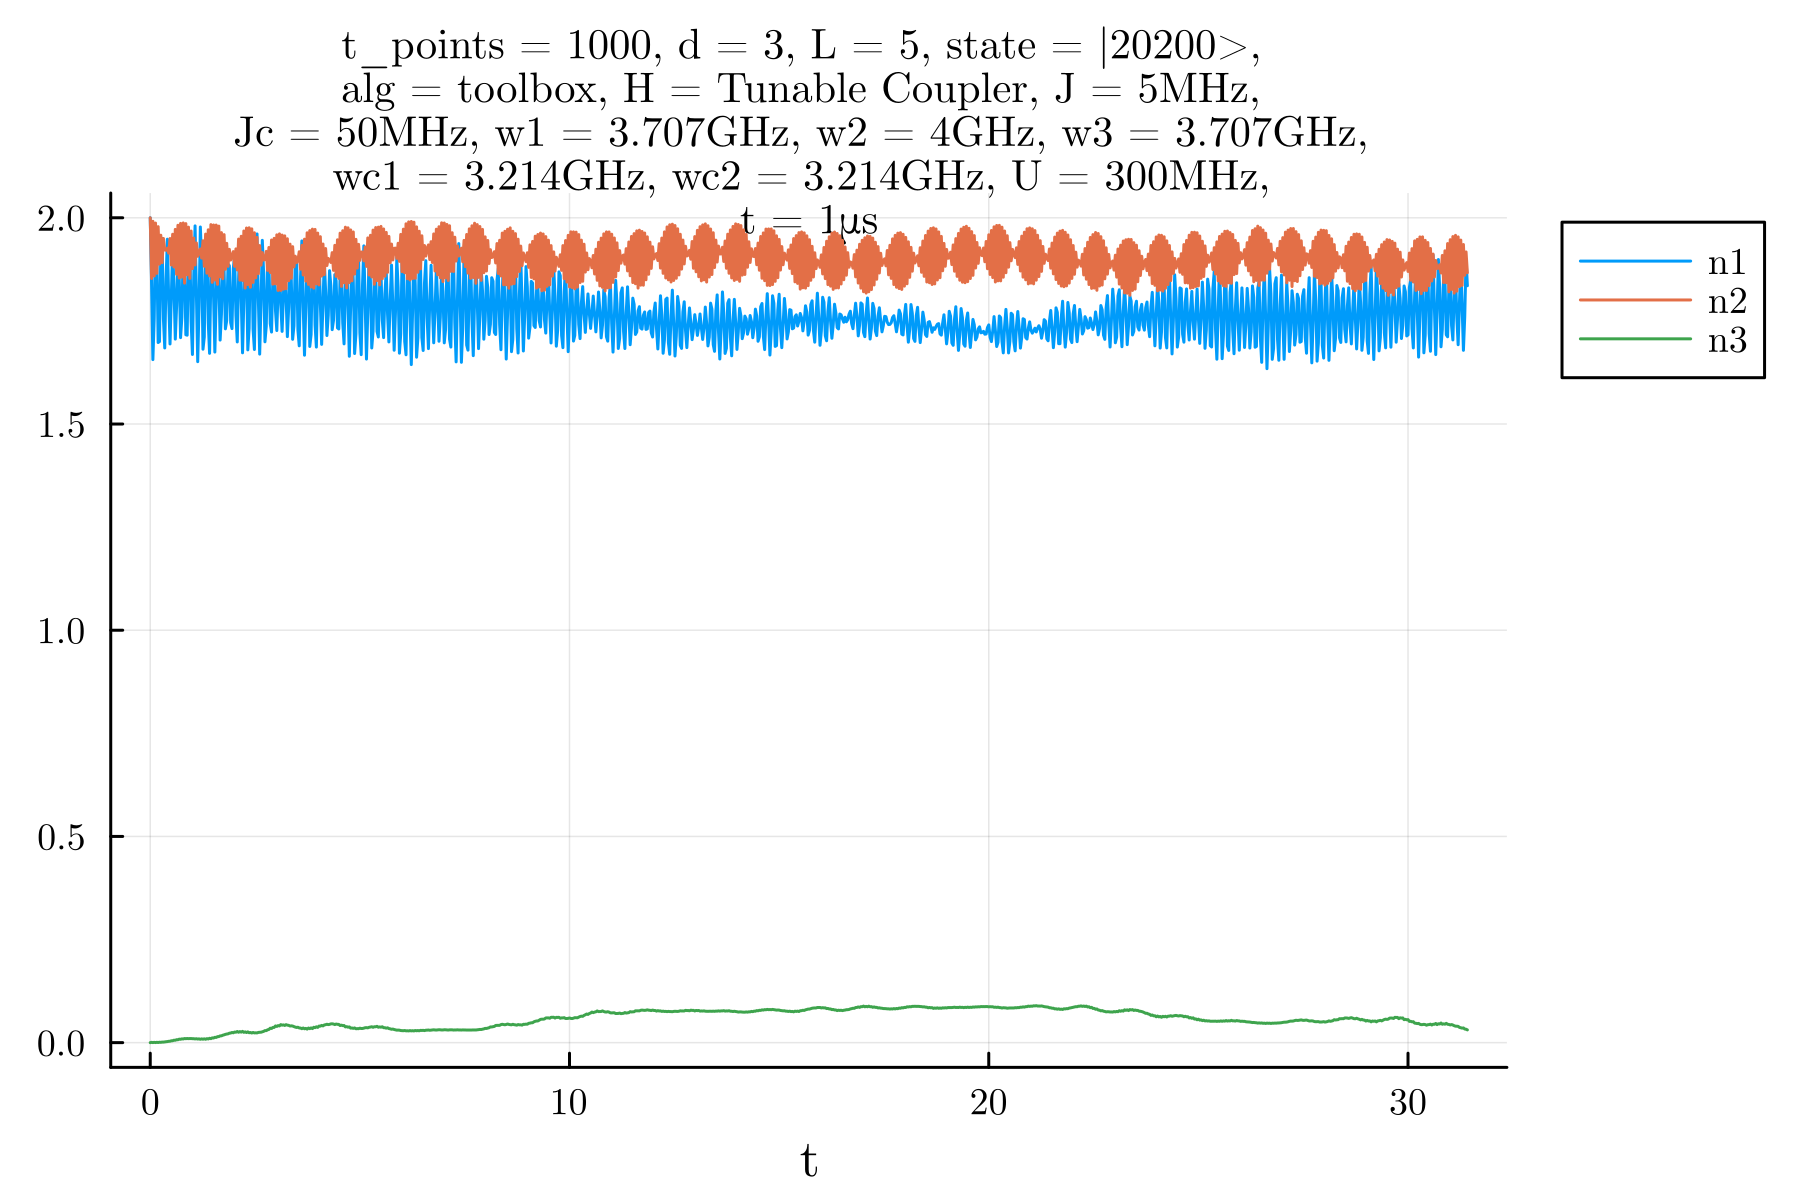 t_points = 1000, d = 3, L = 5, state = |20200>,
alg = toolbox, H = Tunable Coupler, J = 5MHz,
Jc = 50MHz, w1 = 3.707GHz, w2 = 4GHz, w3 = 3.707GHz,
wc1 = 3.214GHz, wc2 = 3.214GHz, U = 300MHz,
t = 1μs
2.0
1.5
1.0
0.5
0.0
0 10 20 30
t
n1
n2
n3